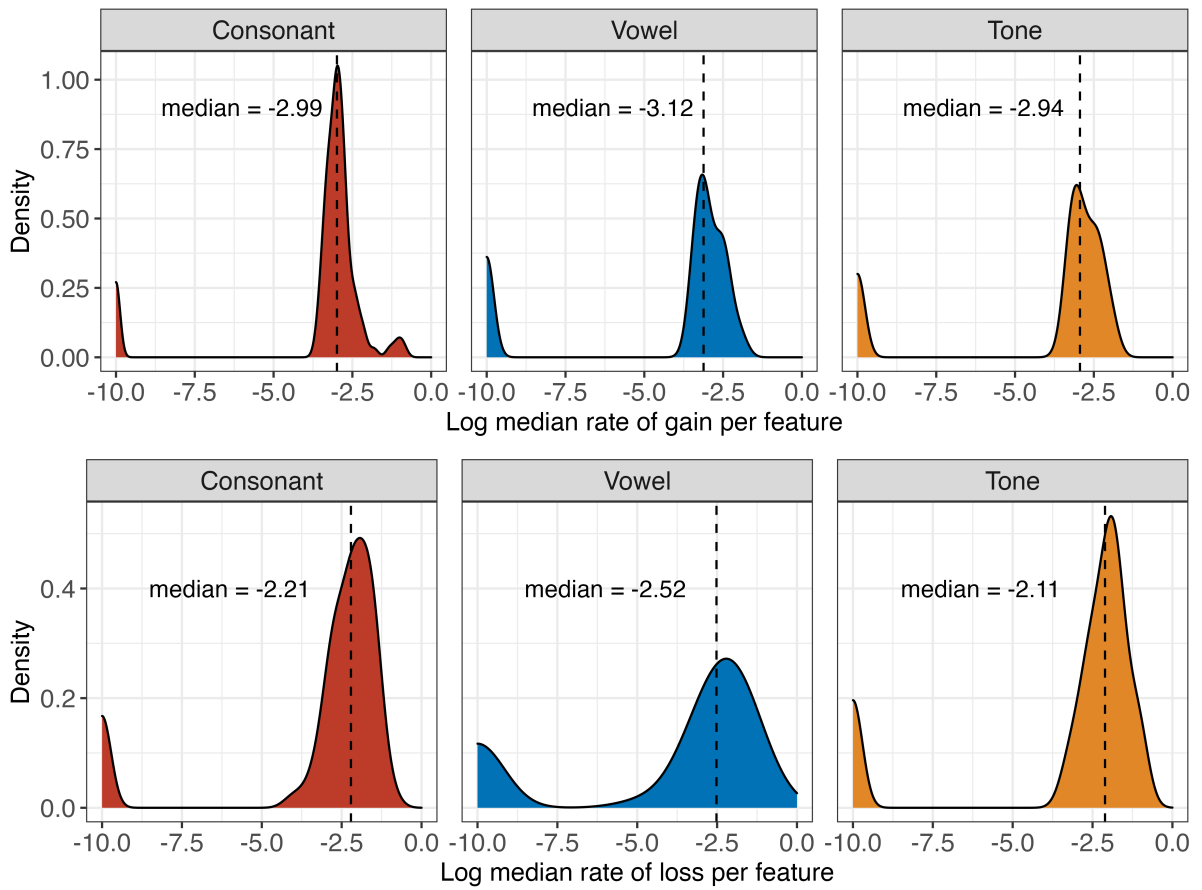 Consonant Vowel Tone
1.00
median = -2.99 median = -3.12 median = -2.94
0.75
0.50
0.25
0.00
Density
-10.0 -7.5 -5.0 -2.5 0.0 -10.0 -7.5 -5.0 -2.5 0.0 -10.0 -7.5 -5.0 -2.5 0.0
Log median rate of gain per feature
Consonant Vowel Tone
0.4
median = -2.21 median = -2.52 median = -2.11
0.2
0.0
Density
-10.0 -7.5 -5.0 -2.5 0.0 -10.0 -7.5 -5.0 -2.5 0.0 -10.0 -7.5 -5.0 -2.5 0.0
Log median rate of loss per feature